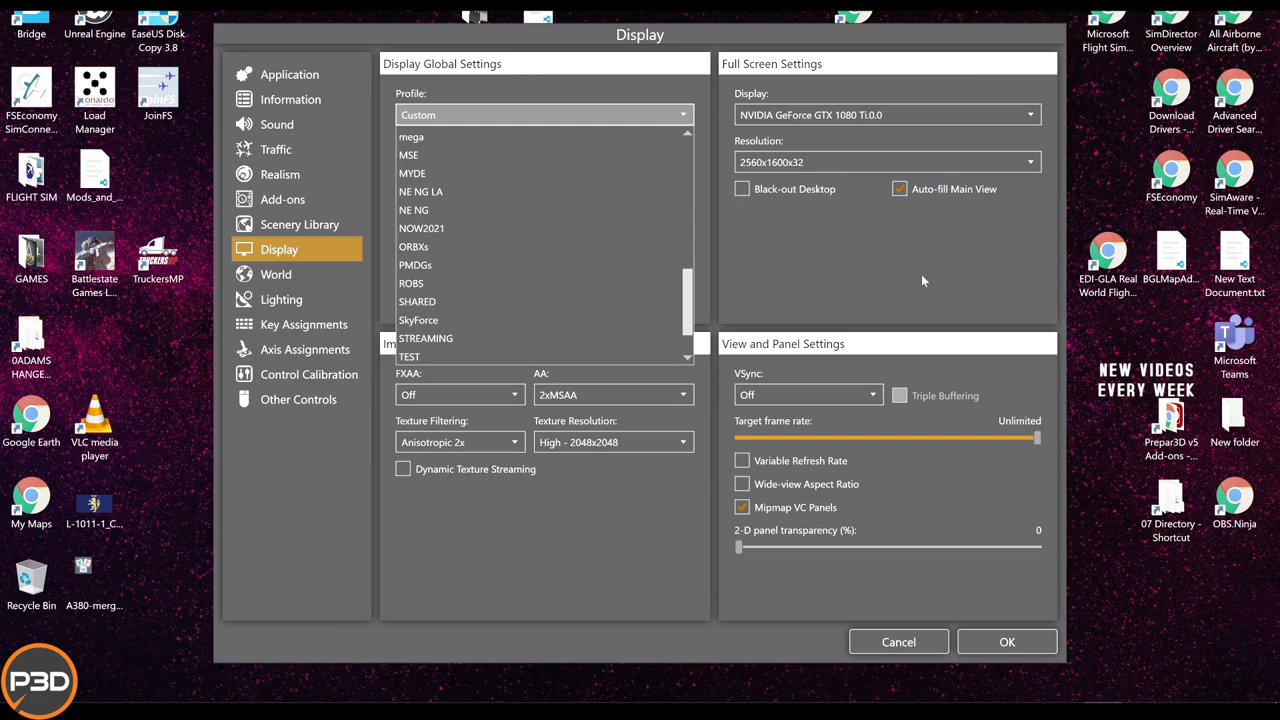 Display
Bridge
Unreal Engine
EaseUS Disk
Copy 3.8
FSEconomy
SimConne...
Load
Manager
JoinFS
FLIGHT SIM
Mods_and_...
GAMES
Battlestate
Games L...
TruckersMP
0ADAMS
HANGE...
Google Earth
VLC media
player
My Maps
L-1011-1_C...
Recycle Bin
A380-merg...
P3D
Application
Information
Sound
Traffic
Realism
Add-ons
Scenery Library
Display
World
Lighting
Key Assignments
Axis Assignments
Control Calibration
Other Controls
Display Global Settings
Profile:
Custom
mega
MSE
MYDE
NE NG LA
NE NG
NOW2021
ORBXs
PMDGs
ROBS
SHARED
SkyForce
STREAMING
TEST
FXAA:
AA:
Off
2xMSAA
Texture Filtering:
Texture Resolution:
Anisotropic 2x
High - 2048x2048
Dynamic Texture Streaming
Full Screen Settings
Display:
NVIDIA GeForce GTX 1080 Ti.0.0
Resolution:
2560x1600x32
Black-out Desktop
Auto-fill Main View
View and Panel Settings
VSync:
Off
Triple Buffering
Target frame rate:
Unlimited
Variable Refresh Rate
Wide-view Aspect Ratio
Mipmap VC Panels
2-D panel transparency (%):
0
Cancel
OK
Microsoft
Flight Sim...
SimDirector
Overview
All Airborne
Aircraft (by...
Download
Drivers -...
Advanced
Driver Sear...
FSEconomy
SimAware -
Real-Time V...
EDI-GLA Real
World Fligh...
BGLMapAd...
New Text
Document.txt
Microsoft
Teams
NEW VIDEOS
EVERY WEEK
Prepar3D v5
Add-ons -...
New folder
07 Directory -
Shortcut
OBS.Ninja